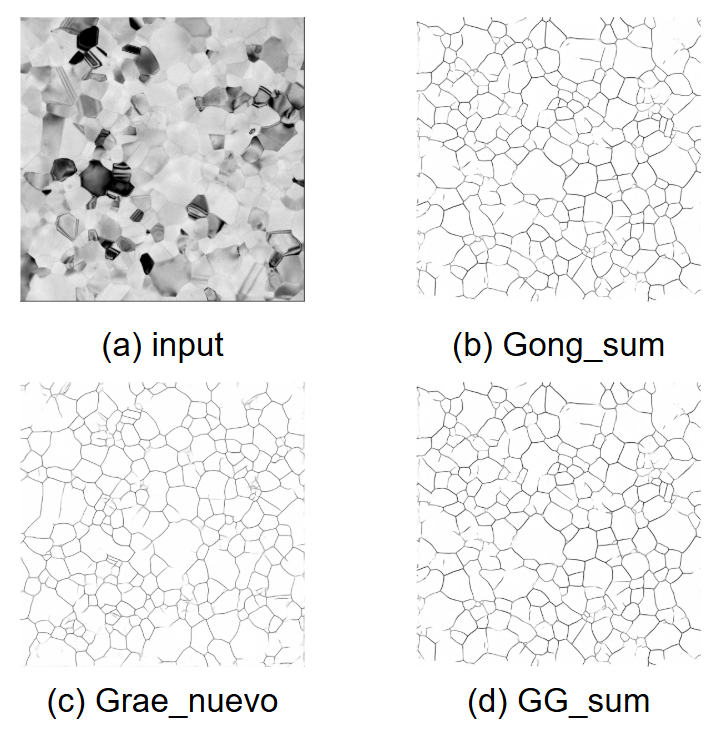 (a) input
(b) Gong_sum
(c) Grae_nuevo
(d) GG_sum